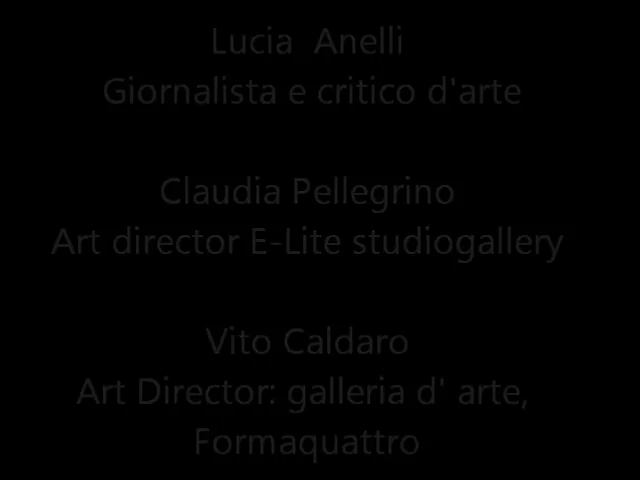 Lucia  Anelli
Giornalista e critico d'arte
Claudia Pellegrino
Art director E-Lite studiogallery
Vito Caldaro
Art Director: galleria d' arte,
Formaquattro